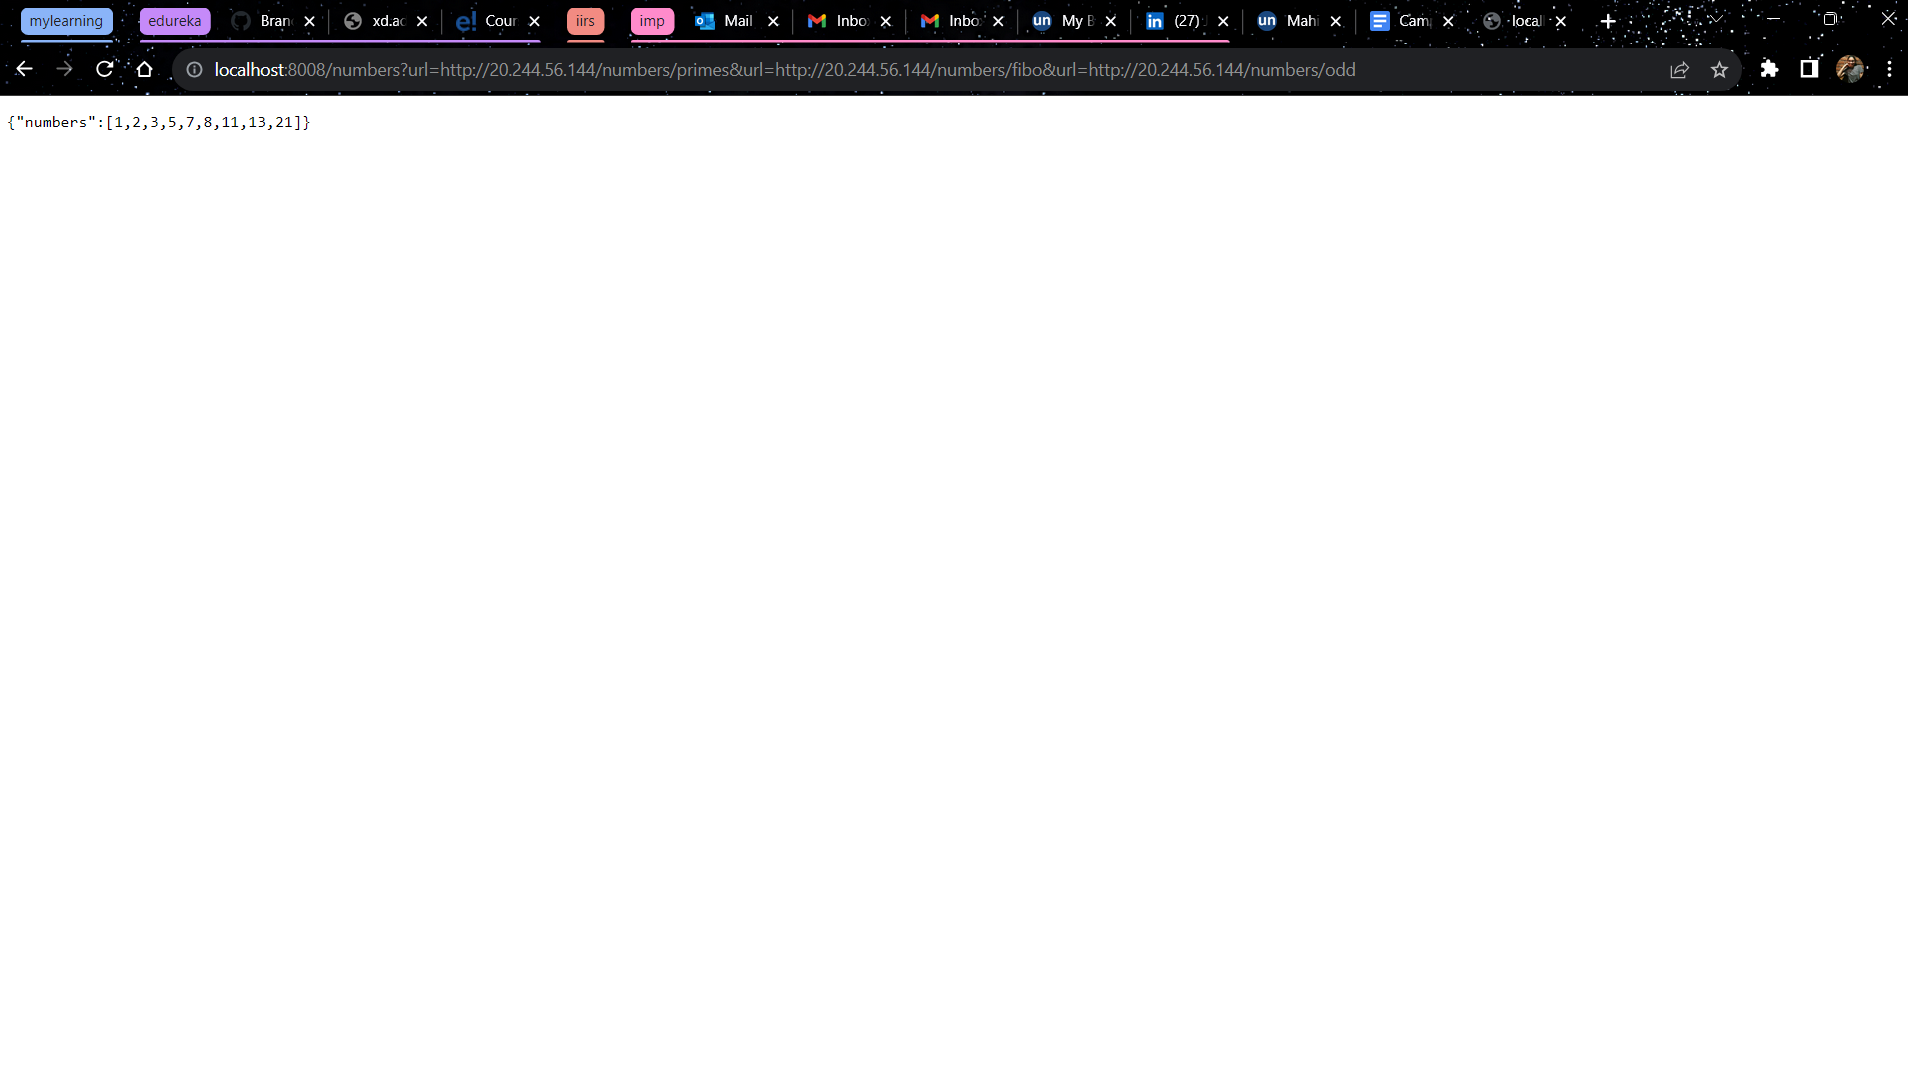 mylearning edureka Bran xd.ac Cour iirs imp Mail Inbo Inbo My B (27) Mahi Cam local
localhost:8008/numbers?url=http://20.244.56.144/numbers/primes&url=http://20.244.56.144/numbers/fibo&url=http://20.244.56.144/numbers/odd
{"numbers":[1,2,3,5,7,8,11,13,21]}